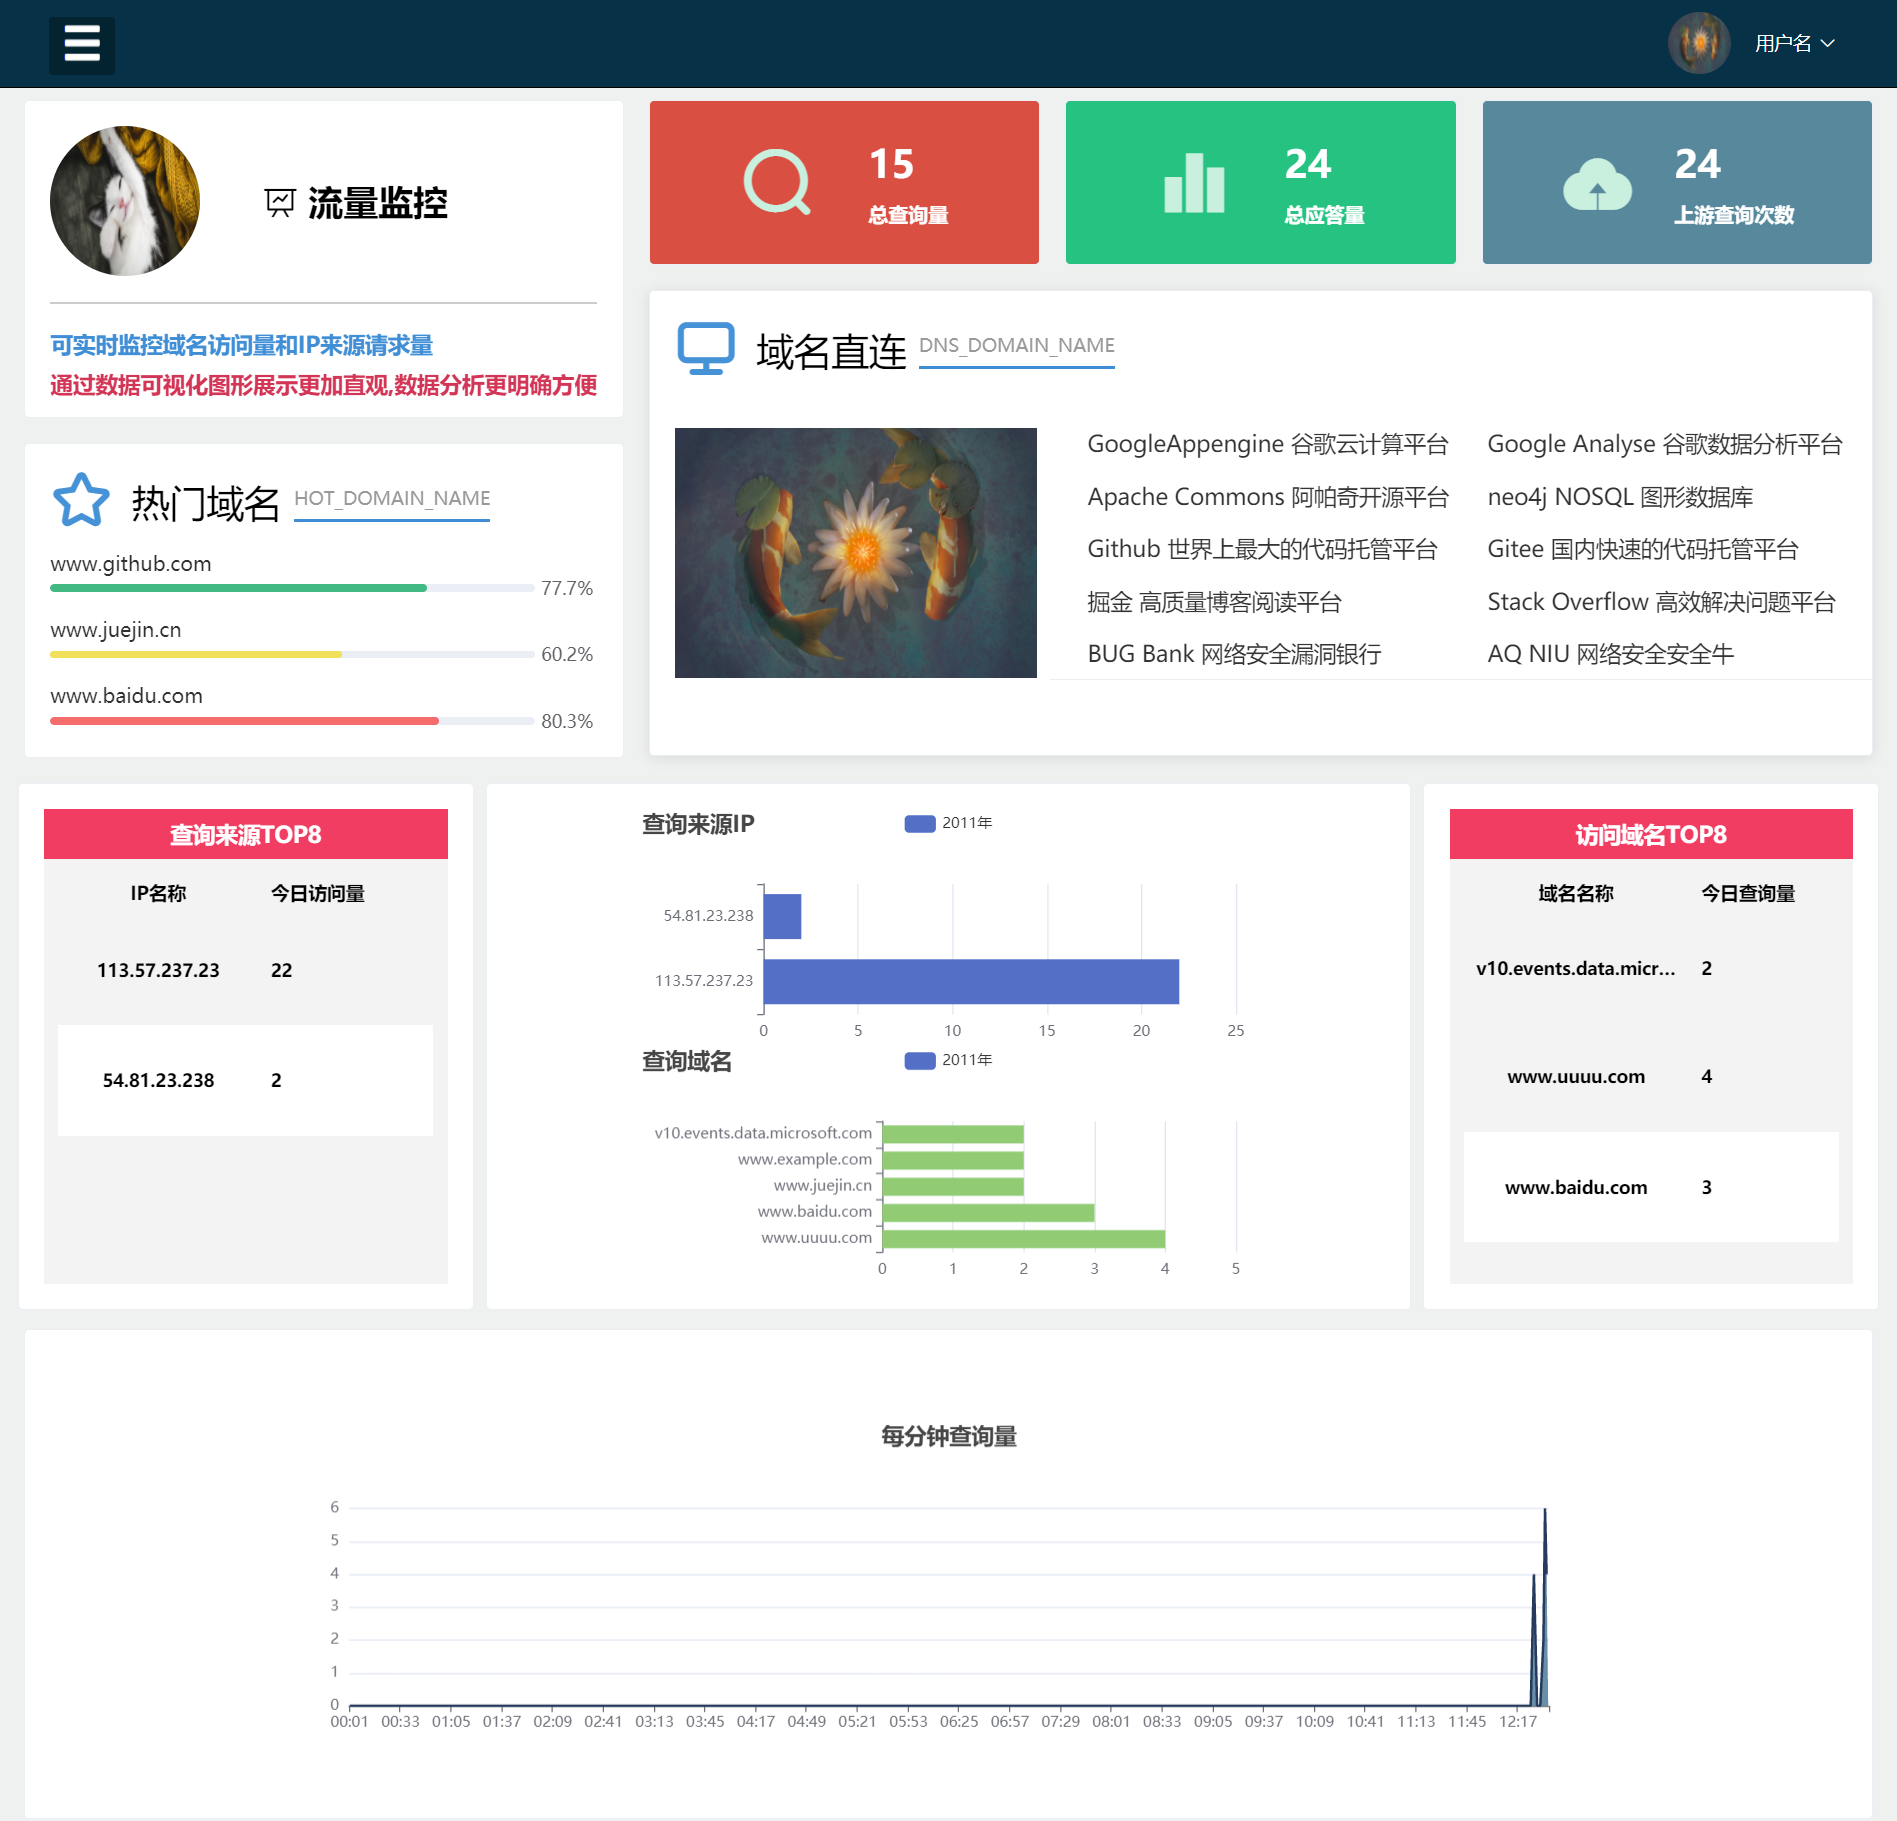 用户名
流量监控
可实时监控域名访问量和IP来源请求量
通过数据可视化图形展示更加直观,数据分析更明确方便
15
总查询量
24
总应答量
24
上游查询次数
热门域名 HOT_DOMAIN_NAME
www.github.com
77.7%
www.juejin.cn
60.2%
www.baidu.com
80.3%
域名直连 DNS_DOMAIN_NAME
GoogleAppengine 谷歌云计算平台 Google Analyse 谷歌数据分析平台
Apache Commons 阿帕奇开源平台 neo4j NOSQL 图形数据库
Github 世界上最大的代码托管平台 Gitee 国内快速的代码托管平台
掘金 高质量博客阅读平台 Stack Overflow 高效解决问题平台
BUG Bank 网络安全漏洞银行 AQ NIU 网络安全安全牛
查询来源TOP8
IP名称 今日访问量
113.57.237.23 22
54.81.23.238 2
查询来源IP 2011年
54.81.23.238
113.57.237.23
0 5 10 15 20 25
查询域名 2011年
v10.events.data.microsoft.com
www.example.com
www.juejin.cn
www.baidu.com
www.uuuu.com
0 1 2 3 4 5
访问域名TOP8
域名名称 今日查询量
v10.events.data.micr... 2
www.uuuu.com 4
www.baidu.com 3
每分钟查询量
6
5
4
3
2
1
0
00:01 00:33 01:05 01:37 02:09 02:41 03:13 03:45 04:17 04:49 05:21 05:53 06:25 06:57 07:29 08:01 08:33 09:05 09:37 10:09 10:41 11:13 11:45 12:17